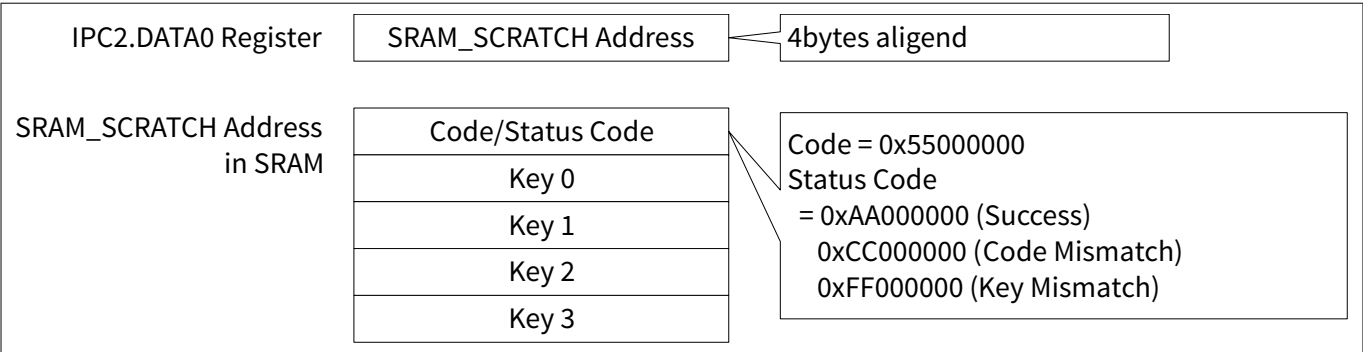 IPC2.DATA0 Register
SRAM_SCRATCH Address
4bytes aligend
SRAM_SCRATCH Address
in SRAM
Code/Status Code
Key 0
Key 1
Key 2
Key 3
Code = 0x55000000
Status Code
= 0xAA000000 (Success)
0xCC000000 (Code Mismatch)
0xFF000000 (Key Mismatch)